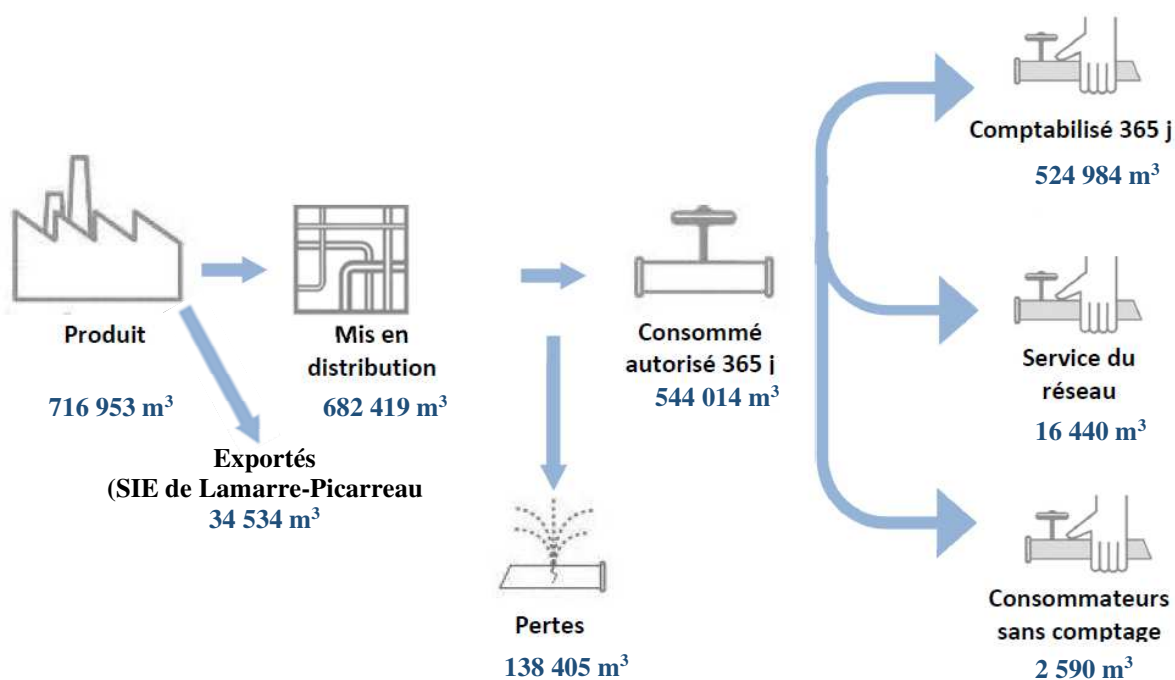 Comptabilisé 365 j
524 984 m³
Produit
716 953 m³
Mis en
distribution
682 419 m³
Consommé
autorisé 365 j
544 014 m³
Service du
réseau
16 440 m³
Exportés
(SIE de Lamarre-Picarreau
34 534 m³
Pertes
138 405 m³
Consommateurs
sans comptage
2 590 m³